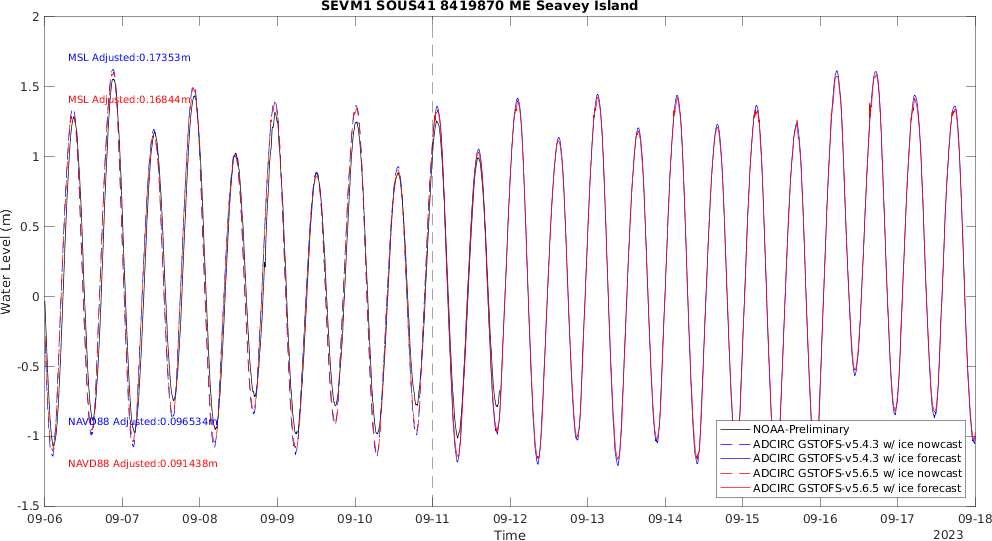 SEVM1 SOUS41 8419870 ME Seavey Island
2
1.5
1
0.5
0
-0.5
-1
-1.5
Water Level (m)
MSL Adjusted:0.17353m
MSL Adjusted:0.16844m
NAVD88 Adjusted:0.096534m
NAVD88 Adjusted:0.091438m
NOAA-Preliminary
ADCIRC GSTOFS-v5.4.3 w/ ice nowcast
ADCIRC GSTOFS-v5.4.3 w/ ice forecast
ADCIRC GSTOFS-v5.6.5 w/ ice nowcast
ADCIRC GSTOFS-v5.6.5 w/ ice forecast
09-06 09-07 09-08 09-09 09-10 09-11 09-12 09-13 09-14 09-15 09-16 09-17 09-18
Time
2023